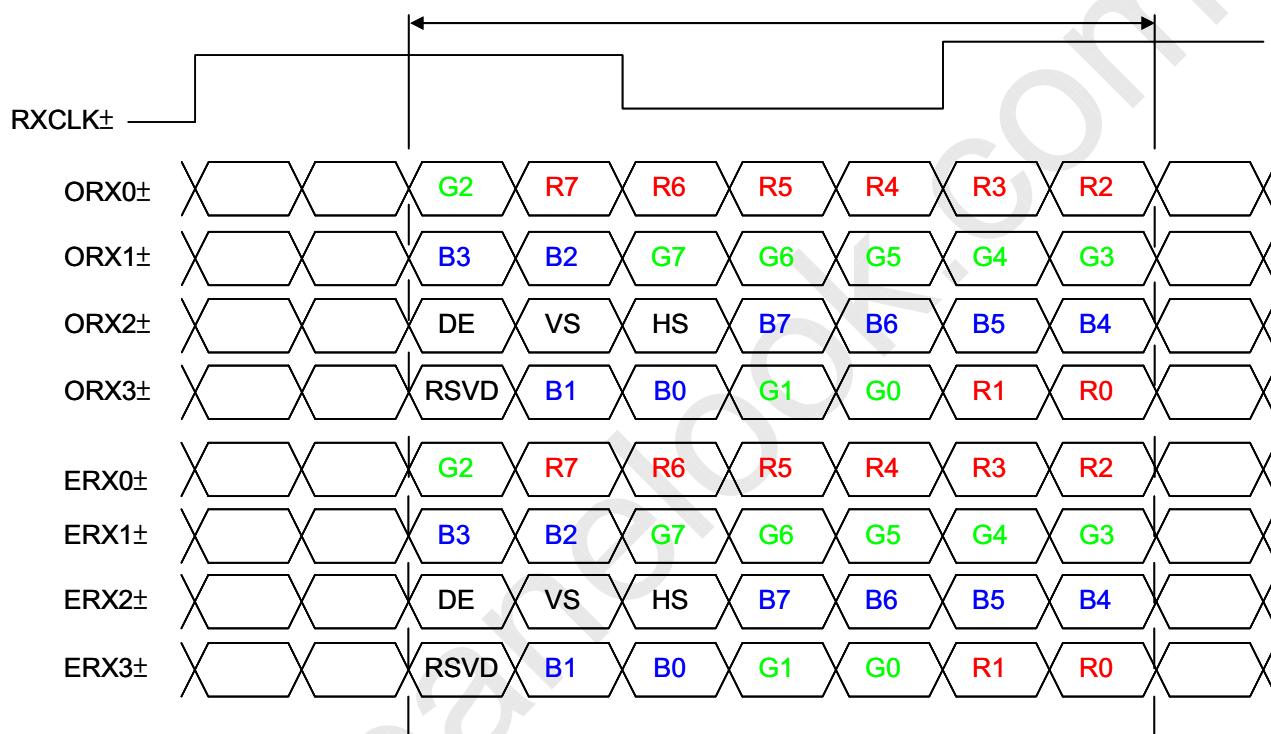 RXCLK±
ORX0± G2 R7 R6 R5 R4 R3 R2
ORX1± B3 B2 G7 G6 G5 G4 G3
ORX2± DE VS HS B7 B6 B5 B4
ORX3± RSVD B1 B0 G1 G0 R1 R0
ERX0± G2 R7 R6 R5 R4 R3 R2
ERX1± B3 B2 G7 G6 G5 G4 G3
ERX2± DE VS HS B7 B6 B5 B4
ERX3± RSVD B1 B0 G1 G0 R1 R0
anelook.com